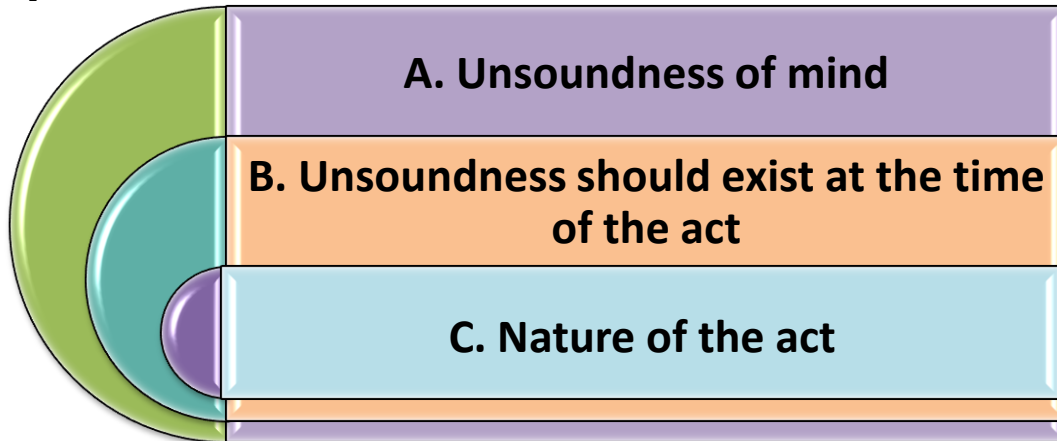 A. Unsoundness of mind
B. Unsoundness should exist at the time
of the act
C. Nature of the act